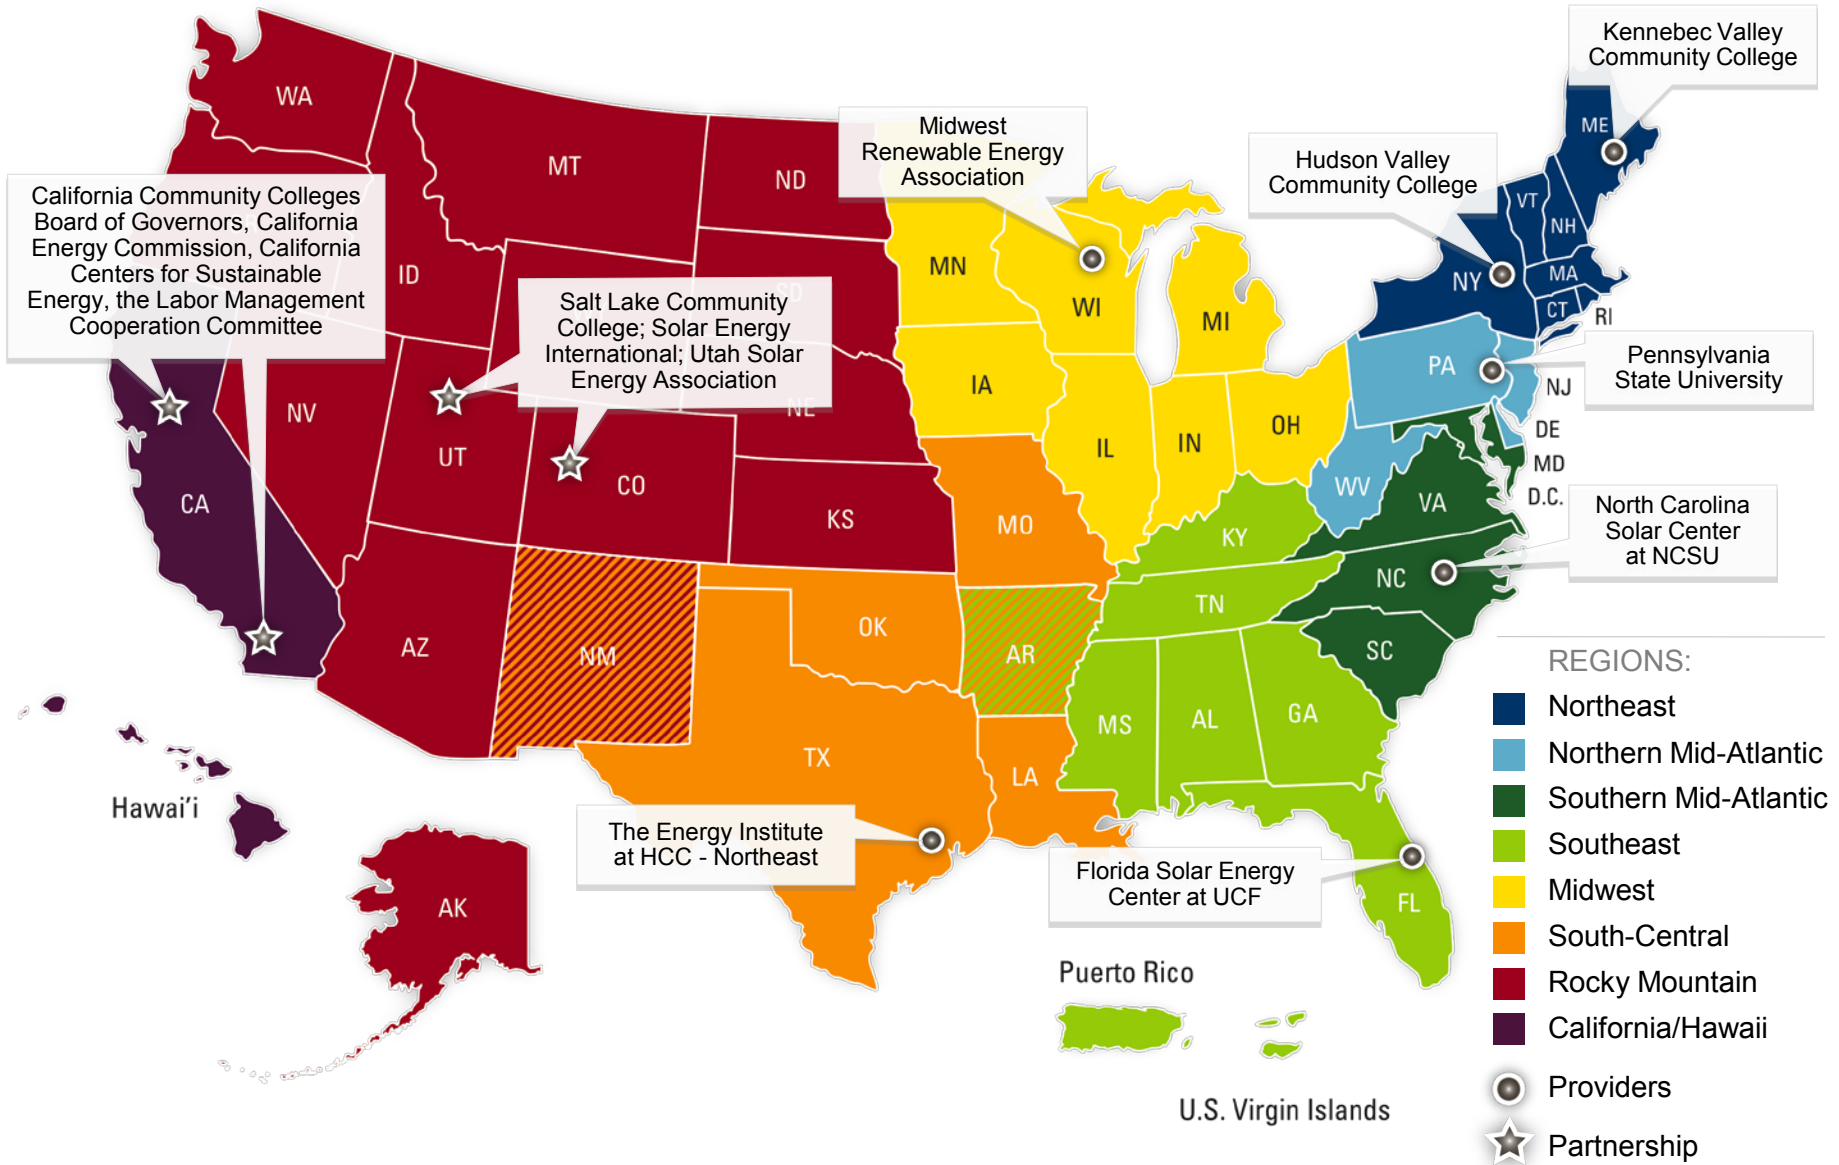 Kennebec Valley
Community College
WA
ME
Midwest
Renewable Energy
Association
MT
ND
Hudson Valley
Community College
California Community Colleges
Board of Governors, California
Energy Commission, California
Centers for Sustainable
Energy, the Labor Management
Cooperation Committee
VT
NH
ID
MN
NY
MA
SD
Salt Lake Community
College; Solar Energy
International; Utah Solar
Energy Association
WI
MI
CT
RI
Pennsylvania
State University
PA
NJ
IA
NV
NE
OH
DE
UT
IL
IN
MD
CO
WV
D.C.
CA
VA
North Carolina
Solar Center
at NCSU
KS
MO
KY
NC
TN
OK
AZ
NM
AR
SC
REGIONS:
Northeast
Northern Mid-Atlantic
Southern Mid-Atlantic
Southeast
Midwest
South-Central
Rocky Mountain
California/Hawaii
Providers
Partnership
MS
AL
GA
TX
LA
Hawai’i
The Energy Institute
at HCC - Northeast
Florida Solar Energy
Center at UCF
FL
AK
Puerto Rico
U.S. Virgin Islands